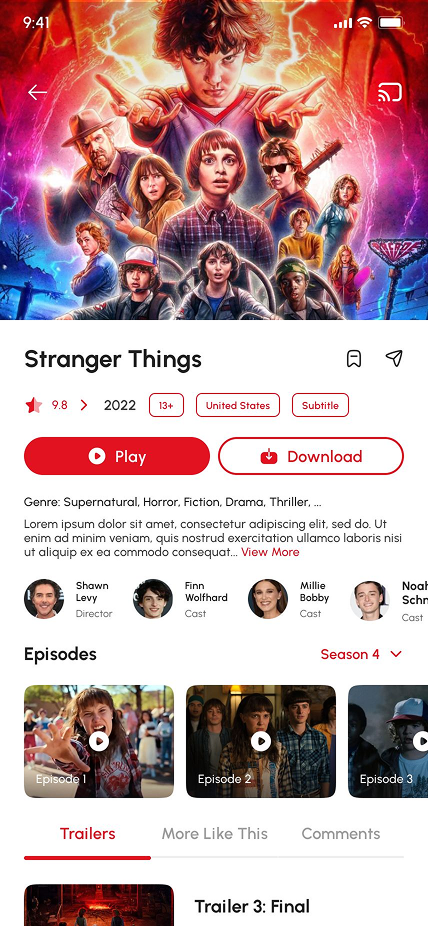 9:41
Stranger Things
9.8
2022
13+
United States
Subtitle
Play
Download
Genre: Supernatural, Horror, Fiction, Drama, Thriller, ...
Lorem ipsum dolor sit amet, consectetur adipiscing elit, sed do. Ut
enim ad minim veniam, quis nostrud exercitation ullamco laboris nisi
ut aliquip ex ea commodo consequat... View More
Shawn
Levy
Director
Finn
Wolfhard
Cast
Millie
Bobby
Cast
Noah
Schn
Cast
Episodes
Season 4
Episode 1
Episode 2
Episode 3
Trailers
More Like This
Comments
Trailer 3: Final